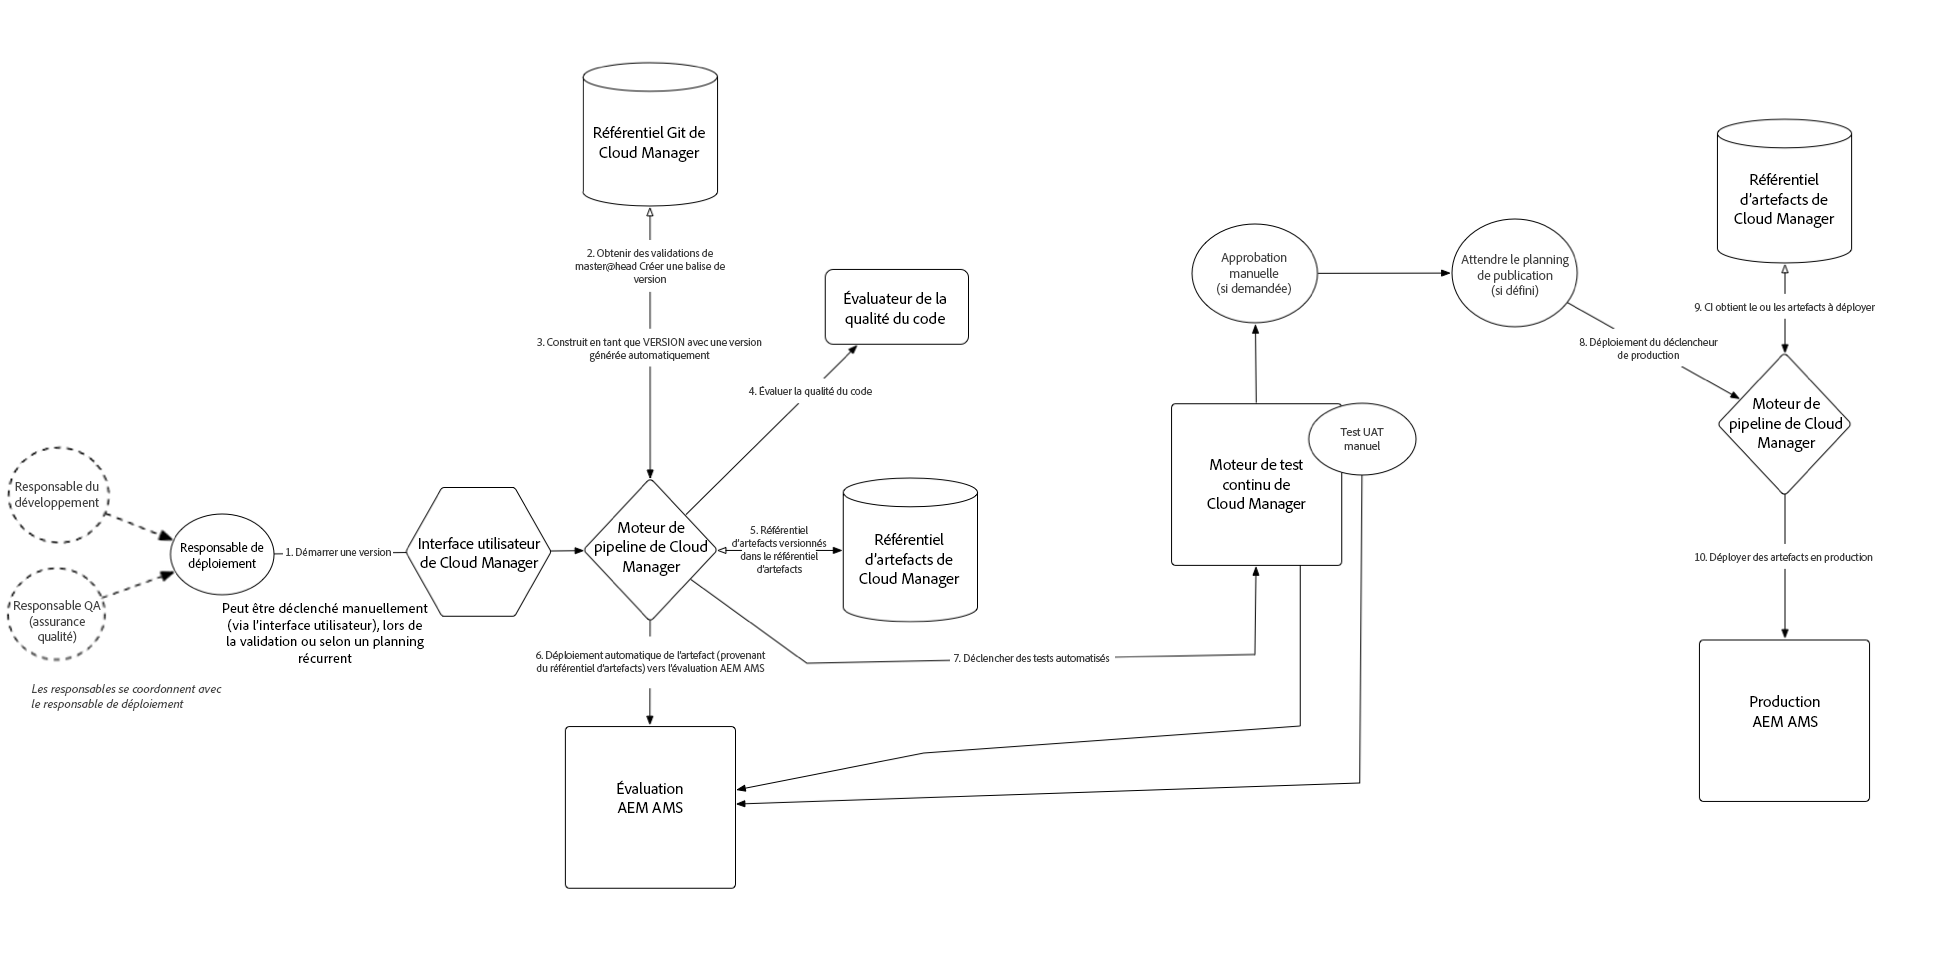 Référentiel Git de
Cloud Manager
2. Obtenir des validations de
master@head Créer une balise de
version
3. Construit en tant que VERSION avec une version
générée automatiquement
Évaluateur de la
qualité du code
4. Évaluer la qualité du code
Responsable du
développement
Responsable QA
(assurance
qualité)
Les responsables se coordonnent avec
le responsable de déploiement
Responsable de
déploiement
1. Démarrer une version
Peut être déclenché manuellement
(via l'interface utilisateur), lors de
la validation ou selon un planning
récurrent
Interface utilisateur
de Cloud Manager
Moteur de
pipeline de Cloud
Manager
5. Référentiel
d'artefacts versionnés
dans le référentiel
d'artefacts
Référentiel
d'artefacts de
Cloud Manager
6. Déploiement automatique de l'artefact (provenant
du référentiel d'artefacts) vers l'évaluation AEM AMS
7. Déclencher des tests automatisés
Évaluation
AEM AMS
Moteur de test
continu de
Cloud Manager
Test UAT
manuel
Approbation
manuelle
(si demandée)
Attendre le planning
de publication
(si défini)
8. Déploiement du déclencheur
de production
Référentiel
d'artefacts de
Cloud Manager
9. CI obtient le ou les artefacts à déployer
Moteur de
pipeline de Cloud
Manager
10. Déployer des artefacts en production
Production
AEM AMS